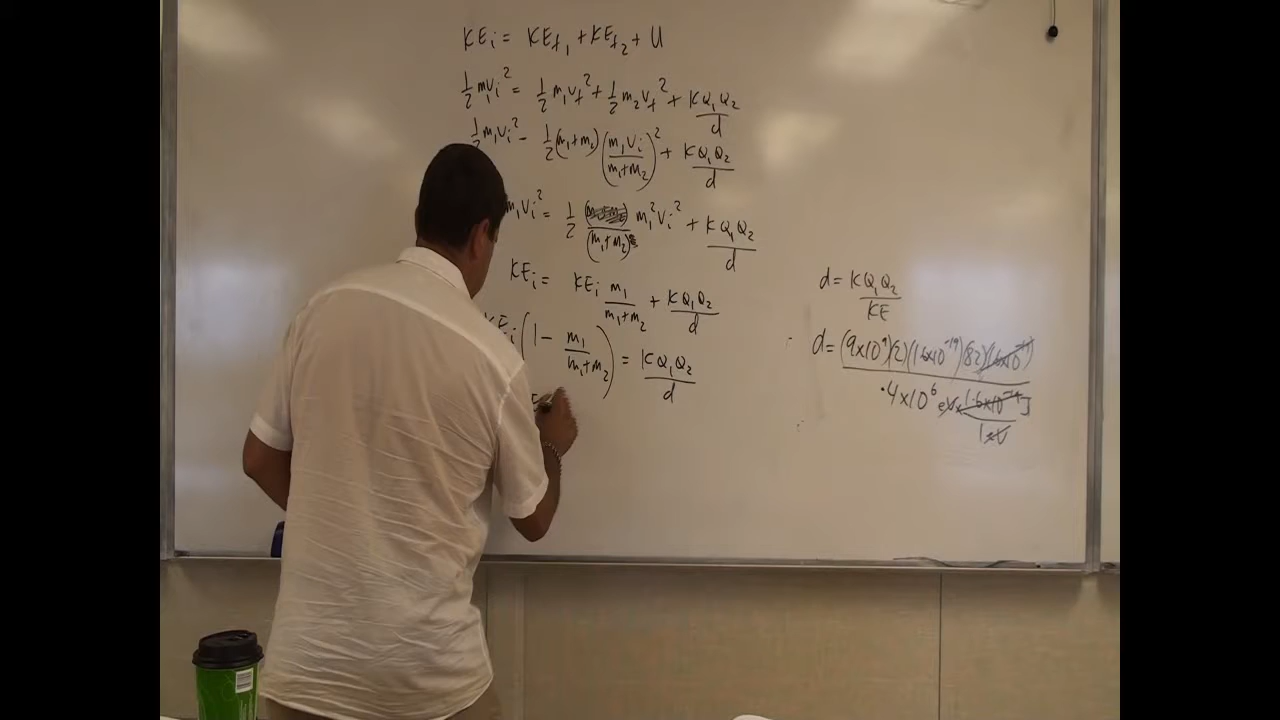 KEi = KEf1 + KEf2 + U
1/2 m1vi² = 1/2 m1vf² + 1/2 m2vf² + KQ1Q2/d
1/2 m1vi² - 1/2 (m1+m2) (m1vi/(m1+m2))² + KQ1Q2/d
m1vi² = 1/2 1/(m1+m2) m1²vi² + KQ1Q2/d
KEi = KEi m1/(m1+m2) + KQ1Q2/d
KEi (1 - m1/(m1+m2)) = KQ1Q2/d
d = KQ1Q2/KE
d = (9x10⁹)(2)(1.6x10⁻¹⁹)(82)(1.6x10⁻¹⁹)
.4x10⁶ eV x 1.6x10⁻¹⁹ J
1 eV